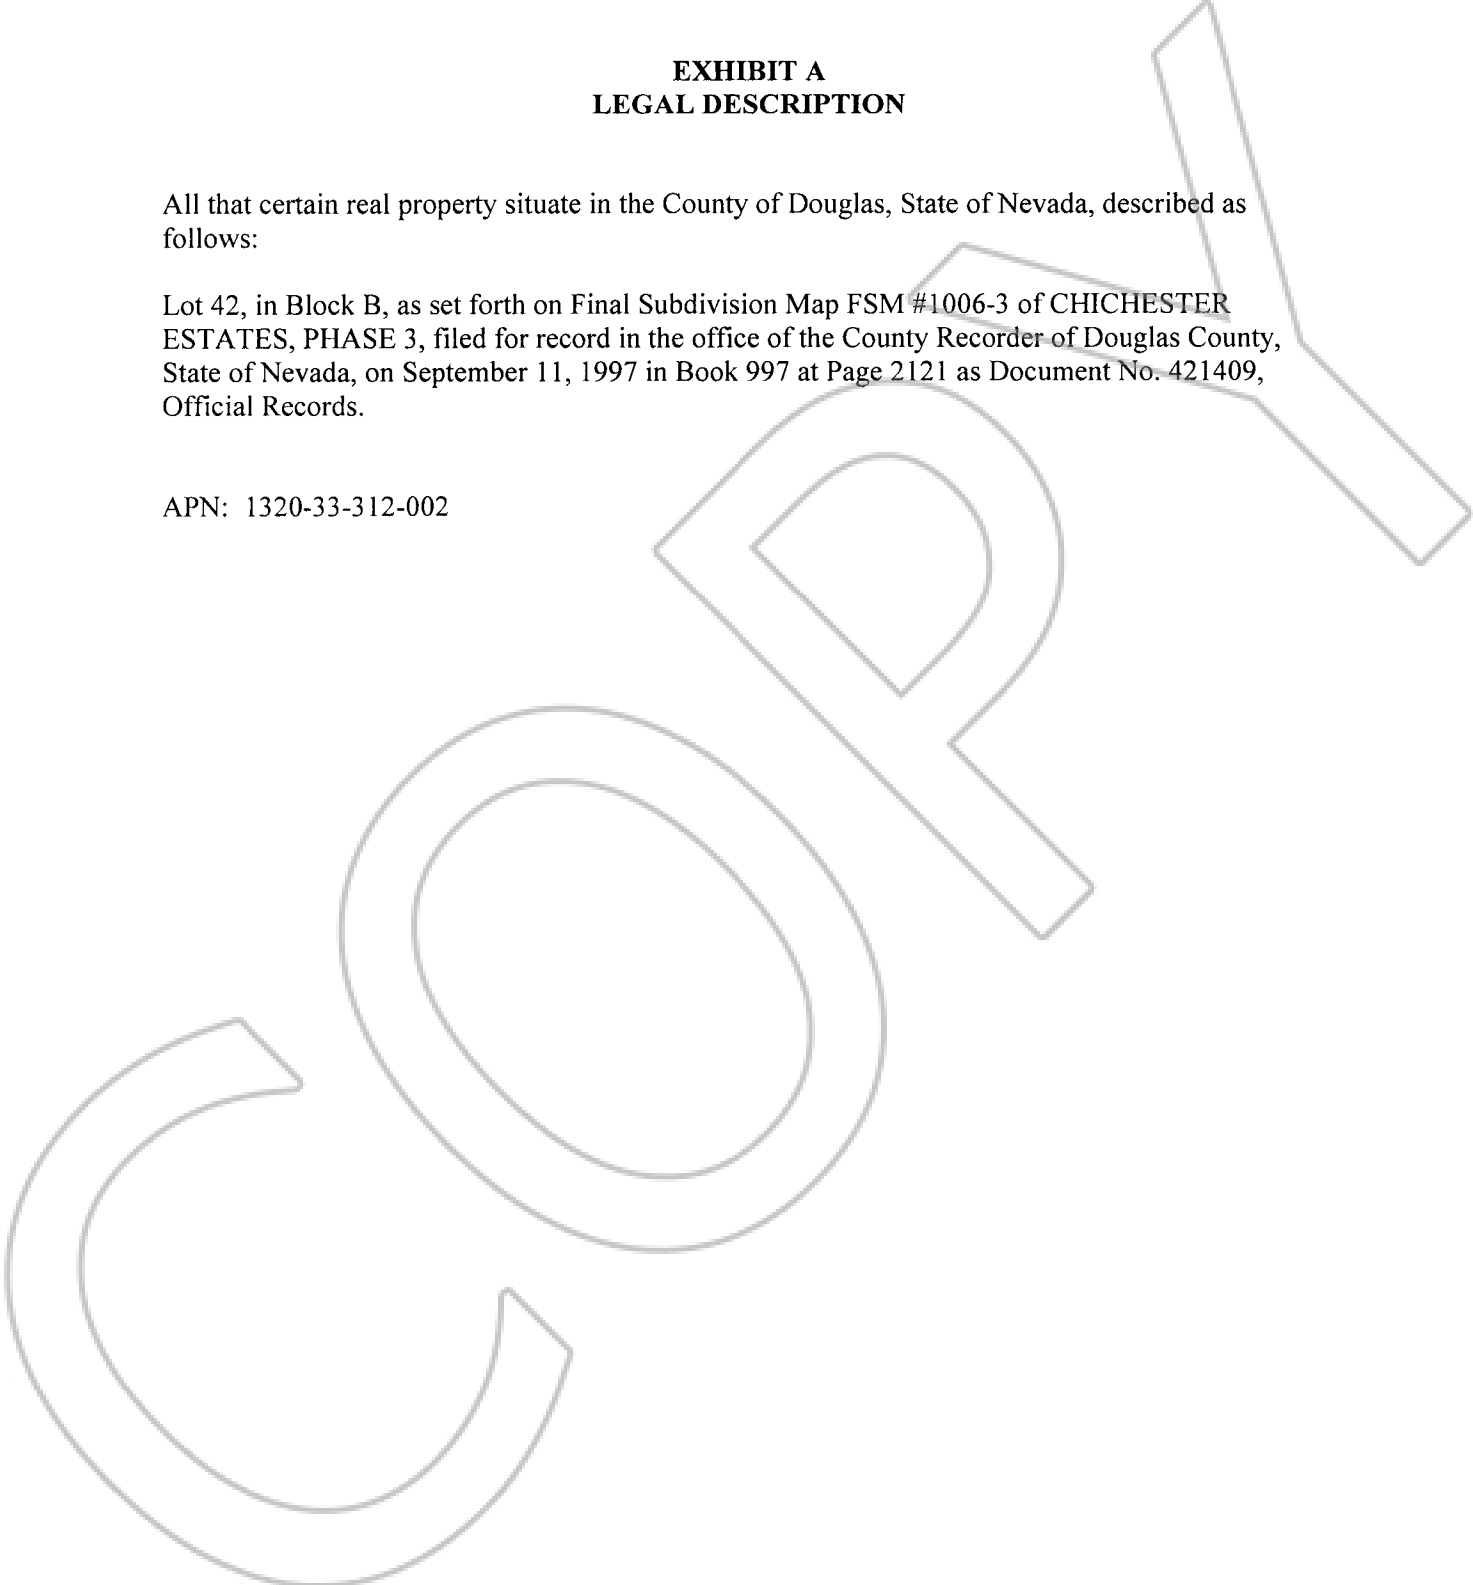 EXHIBIT A
LEGAL DESCRIPTION
All that certain real property situate in the County of Douglas, State of Nevada, described as
follows:
Lot 42, in Block B, as set forth on Final Subdivision Map FSM #1006-3 of CHICHESTER
ESTATES, PHASE 3, filed for record in the office of the County Recorder of Douglas County,
State of Nevada, on September 11, 1997 in Book 997 at Page 2121 as Document No. 421409,
Official Records.
APN: 1320-33-312-002
COPY